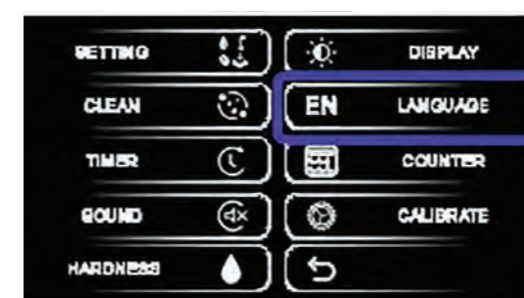 SETTING
DISPLAY
CLEAN
EN LANGUAGE
TIMER
COUNTER
SOUND
CALIBRATE
HARDNESS